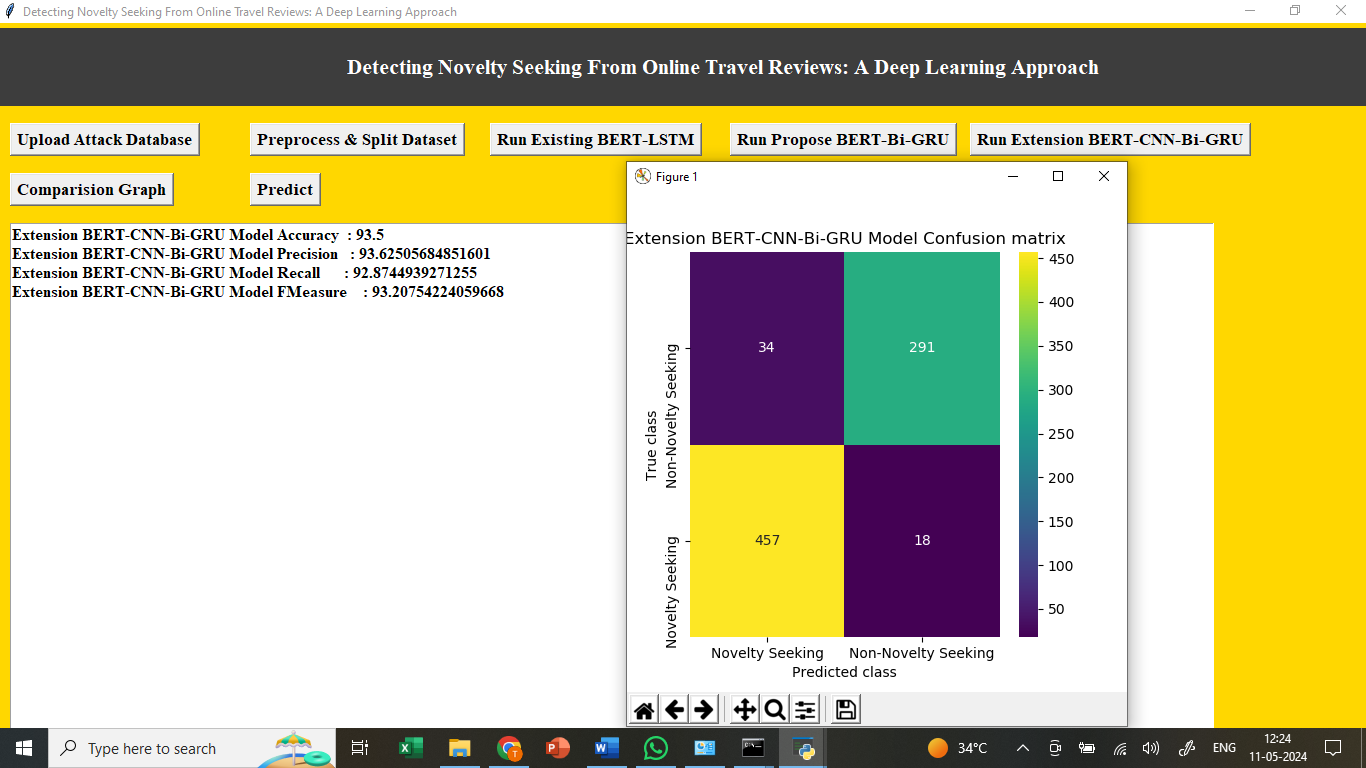 Detecting Novelty Seeking From Online Travel Reviews: A Deep Learning Approach
Detecting Novelty Seeking From Online Travel Reviews: A Deep Learning Approach
Upload Attack Database
Preprocess & Split Dataset
Run Existing BERT-LSTM
Run Propose BERT-Bi-GRU
Run Extension BERT-CNN-Bi-GRU
Comparision Graph
Predict
Extension BERT-CNN-Bi-GRU Model Accuracy : 93.5
Extension BERT-CNN-Bi-GRU Model Precision : 93.62505684851601
Extension BERT-CNN-Bi-GRU Model Recall : 92.8744939271255
Extension BERT-CNN-Bi-GRU Model FMeasure : 93.20754224059668
Figure 1
Extension BERT-CNN-Bi-GRU Model Confusion matrix
True class
Non-Novelty Seeking
Novelty Seeking
34
291
457
18
Novelty Seeking
Non-Novelty Seeking
Predicted class
450
400
350
300
250
200
150
100
50
Type here to search
34°C
ENG
12:24
11-05-2024